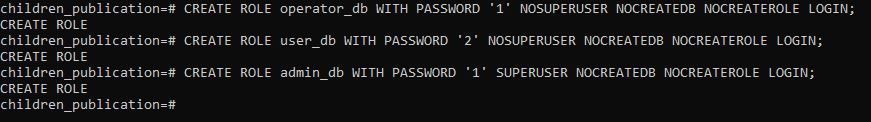 children_publication=# CREATE ROLE operator_db WITH PASSWORD '1' NOSUPERUSER NOCREATEDB NOCREATEROLE LOGIN;
CREATE ROLE
children_publication=# CREATE ROLE user_db WITH PASSWORD '2' NOSUPERUSER NOCREATEDB NOCREATEROLE LOGIN;
CREATE ROLE
children_publication=# CREATE ROLE admin_db WITH PASSWORD '1' SUPERUSER NOCREATEDB NOCREATEROLE LOGIN;
CREATE ROLE
children_publication=#